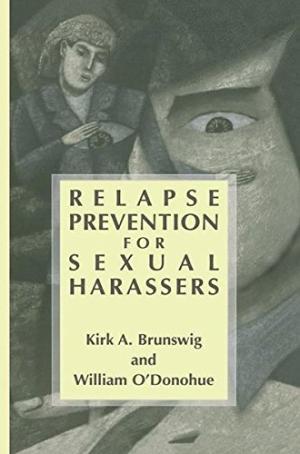 RELAPSE
PREVENTION
FOR
SEXUAL
HARASSERS
Kirk A. Brunswig
and
William O'Donohue